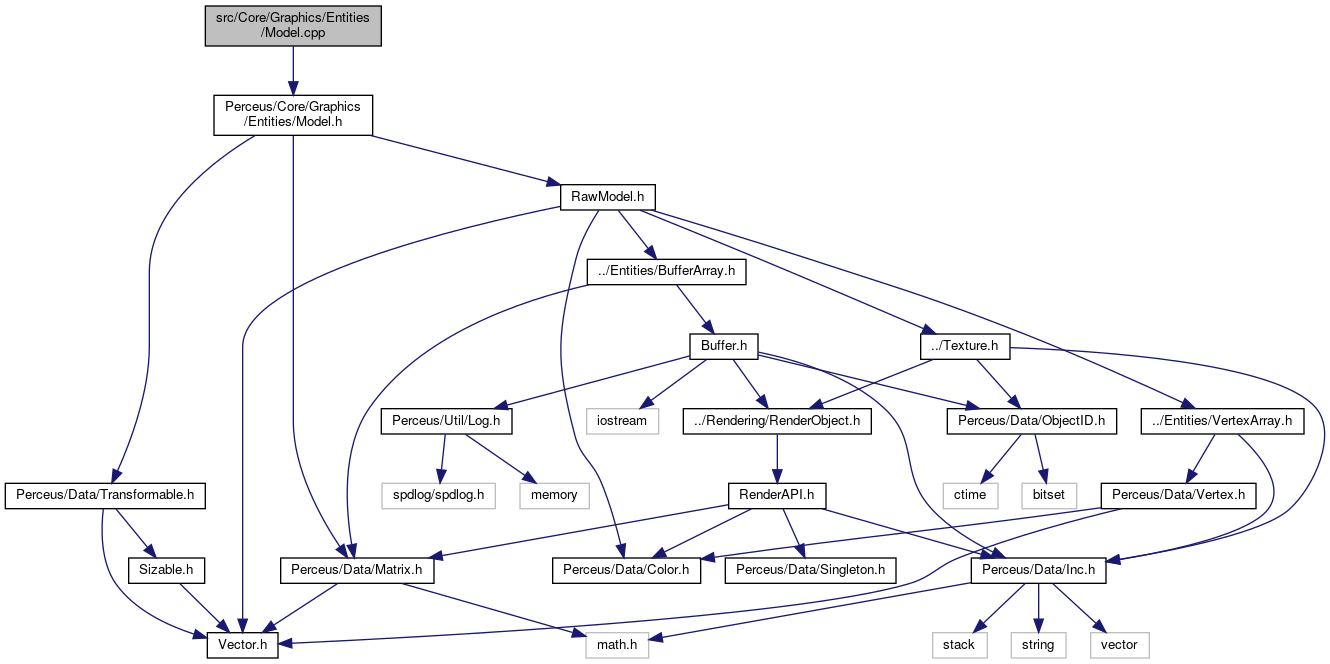 src/Core/Graphics/Entities
/Model.cpp
Perceus/Core/Graphics
/Entities/Model.h
RawModel.h
../Entities/BufferArray.h
Buffer.h
../Texture.h
Perceus/Util/Log.h
iostream
../Rendering/RenderObject.h
Perceus/Data/ObjectID.h
../Entities/VertexArray.h
Perceus/Data/Transformable.h
spdlog/spdlog.h
memory
RenderAPI.h
ctime
bitset
Perceus/Data/Vertex.h
Sizable.h
Perceus/Data/Matrix.h
Perceus/Data/Color.h
Perceus/Data/Singleton.h
Perceus/Data/Inc.h
Vector.h
math.h
stack
string
vector